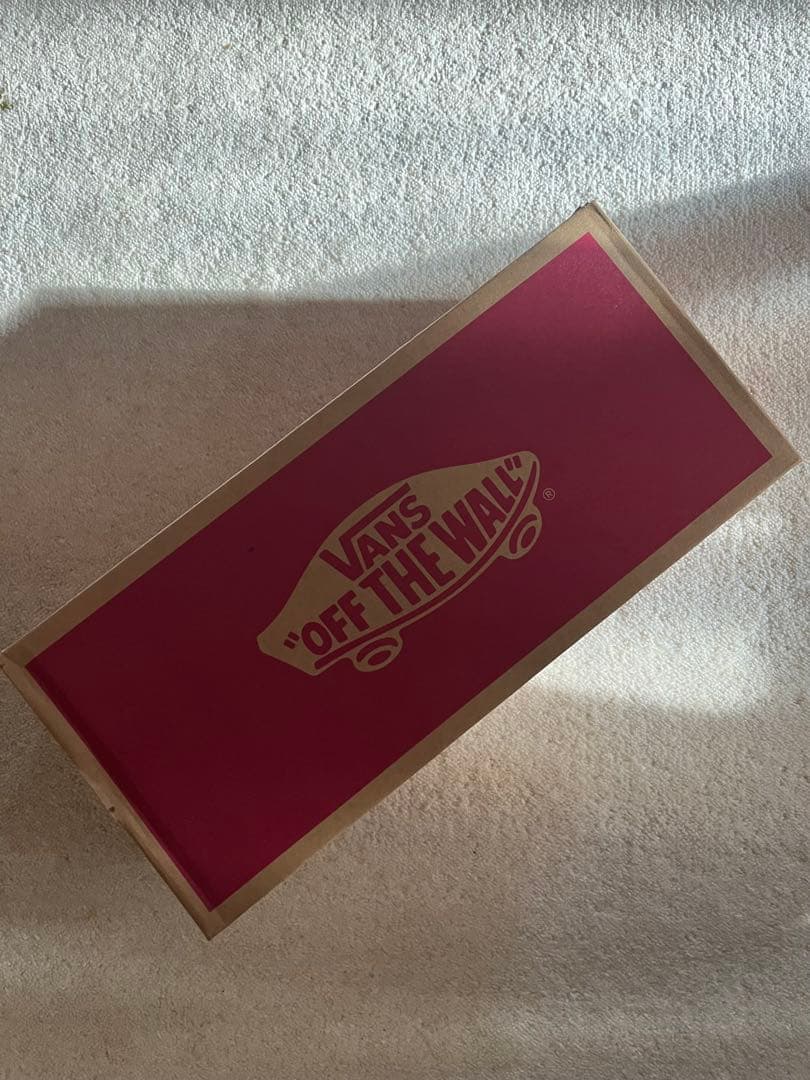 VANS
"OFF THE WALL"
®